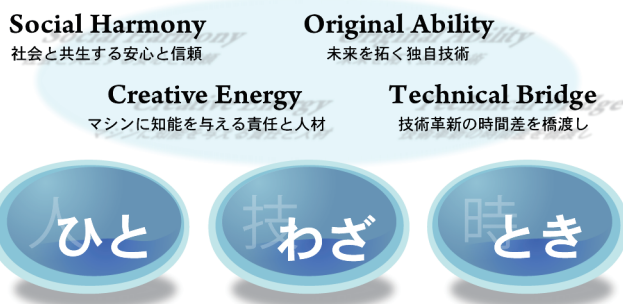 Social Harmony
社会と共生する安心と信頼
Original Ability
未来を拓く独自技術
Creative Energy
マシンに知能を与える責任と人材
Technical Bridge
技術革新の時間差を橋渡し
人 ひと
技 わざ
時 とき